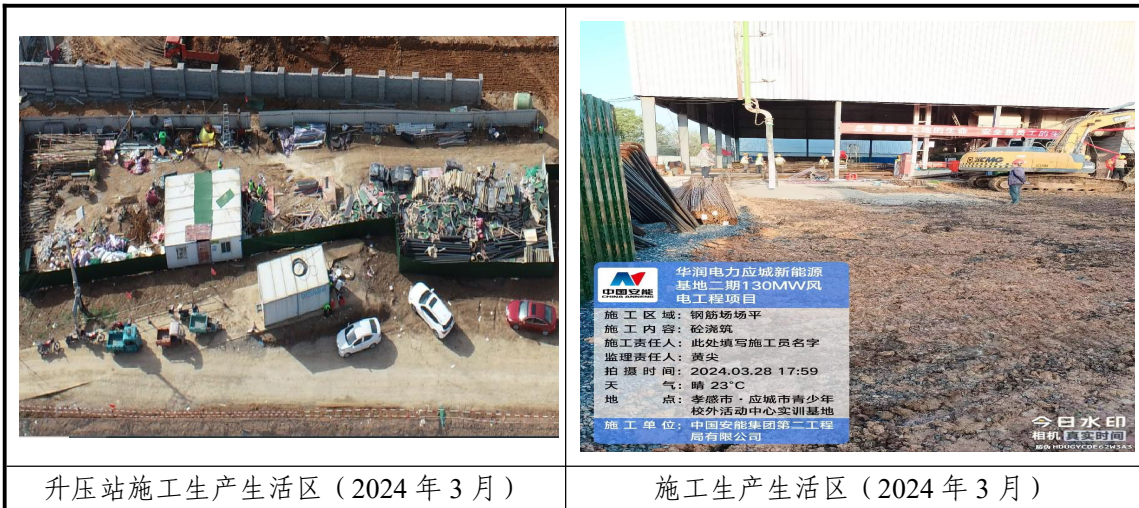 XCMG
中国安能
CHINA ANNENG
华润电力应城新能源
基地二期130MW风
电工程项目
施工区域：钢筋场场平
施工内容：砼浇筑
施工责任人：此处填写施工员名字
监理责任人：黄尖
拍摄时间：2024.03.28 17:59
天气：晴 23°C
地点：孝感市·应城市青少年
校外活动中心实训基地
施工单位：中国安能集团第二工程
局有限公司
今日水印
相机 真实时间
升压站施工生产生活区（2024 年 3 月）
施工生产生活区（2024 年 3 月）